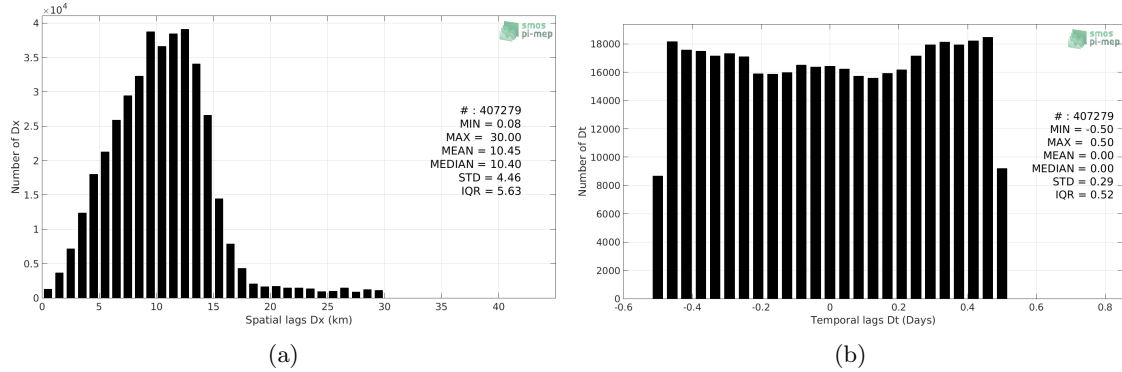 ×10⁴
4
3.5
3
2.5
2
1.5
1
0.5
0
Number of Dx
smos
pi-mep
# : 407279
MIN = 0.08
MAX = 30.00
MEAN = 10.45
MEDIAN = 10.40
STD = 4.46
IQR = 5.63
0 5 10 15 20 25 30 35 40
Spatial lags Dx (km)
(a)
18000
16000
14000
12000
10000
8000
6000
4000
2000
0
Number of Dt
smos
pi-mep
# : 407279
MIN = -0.50
MAX = 0.50
MEAN = 0.00
MEDIAN = 0.00
STD = 0.29
IQR = 0.52
-0.6 -0.4 -0.2 0 0.2 0.4 0.6 0.8
Temporal lags Dt (Days)
(b)